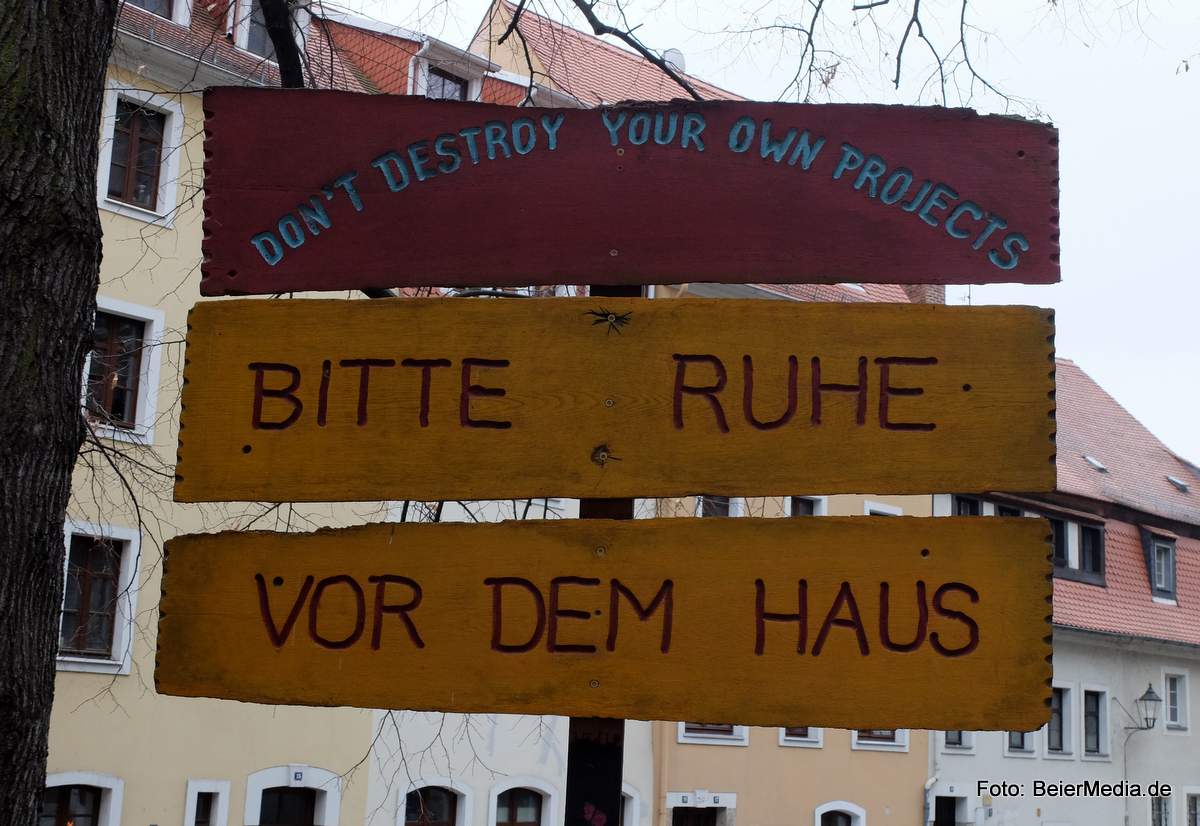 DON'T DESTROY YOUR OWN PROJECTS
BITTE RUHE
VOR DEM HAUS
Foto: BeierMedia.de